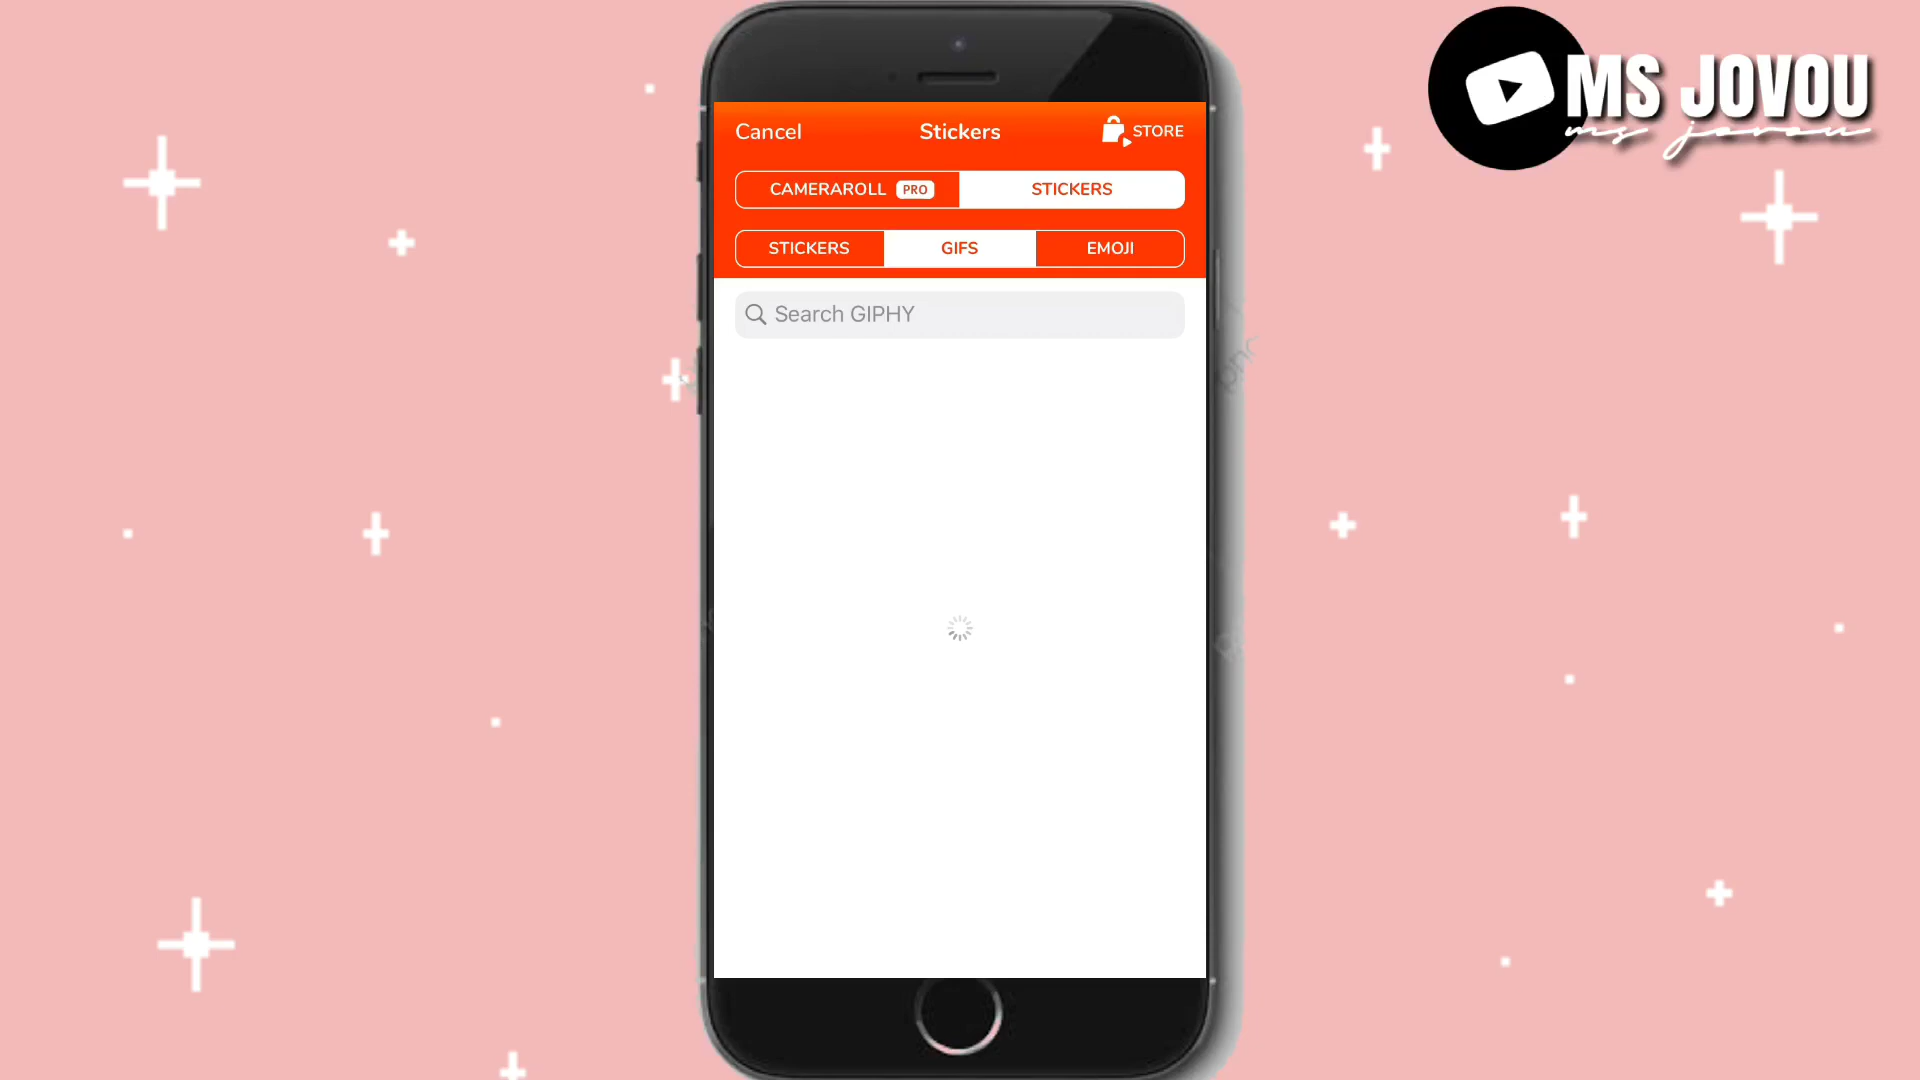 MS JOVOU
ms jovou
Cancel
Stickers
STORE
CAMERAROLL PRO
STICKERS
STICKERS
GIFS
EMOJI
Search GIPHY